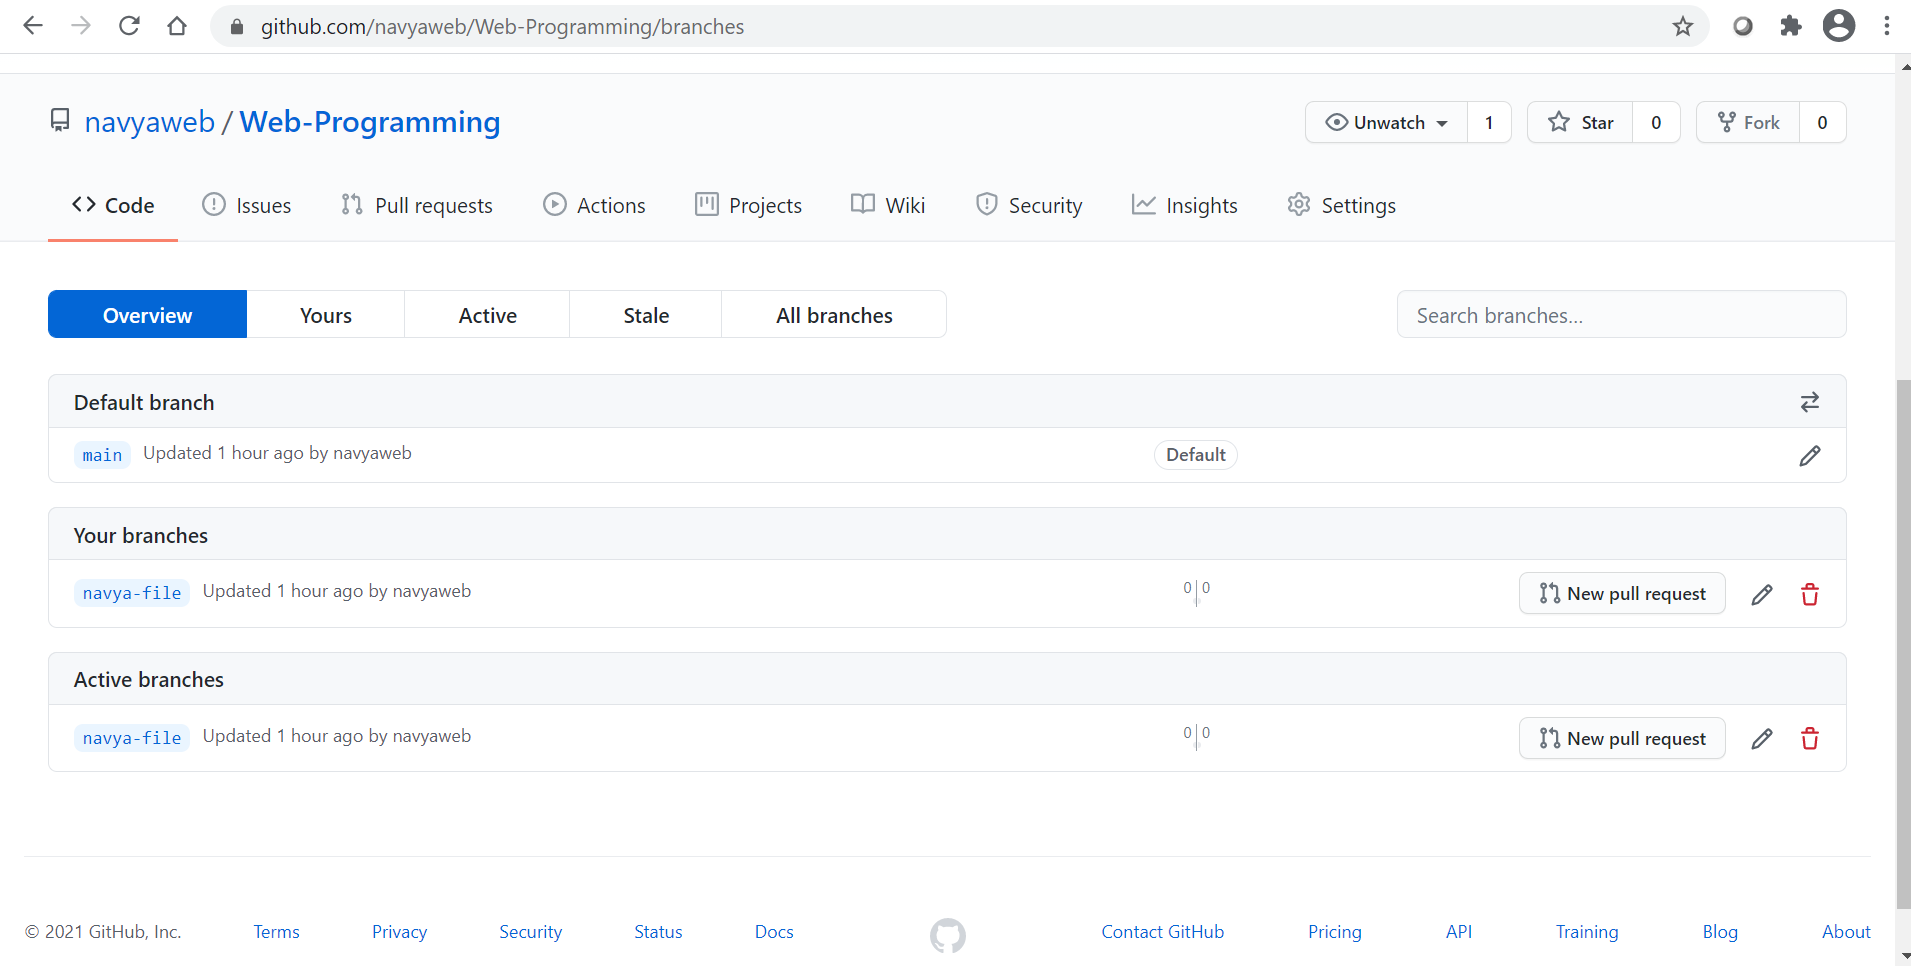 github.com/navyaweb/Web-Programming/branches
navyaweb / Web-Programming
Unwatch 1 Star 0 Fork 0
Code Issues Pull requests Actions Projects Wiki Security Insights Settings
Overview Yours Active Stale All branches Search branches...
Default branch
main Updated 1 hour ago by navyaweb Default
Your branches
navya-file Updated 1 hour ago by navyaweb 0 0 New pull request
Active branches
navya-file Updated 1 hour ago by navyaweb 0 0 New pull request
© 2021 GitHub, Inc. Terms Privacy Security Status Docs Contact GitHub Pricing API Training Blog About